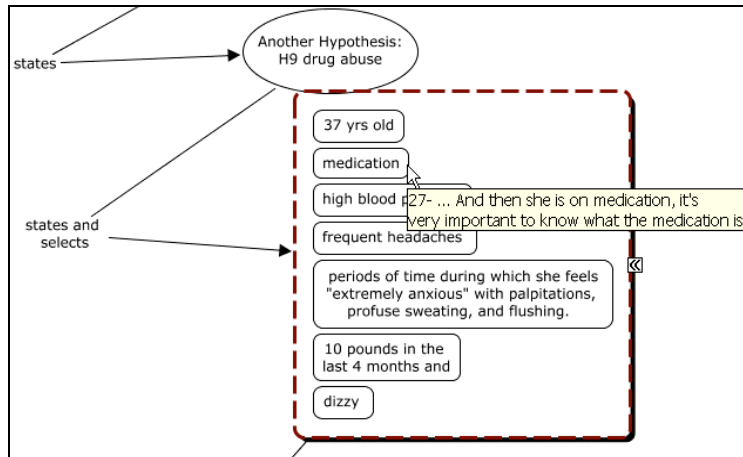 Another Hypothesis:
H9 drug abuse
states
37 yrs old
medication
high blood
27- ... And then she is on medication, it's
very important to know what the medication is
frequent headaches
states and
selects
periods of time during which she feels
"extremely anxious" with palpitations,
profuse sweating, and flushing.
10 pounds in the
last 4 months and
dizzy